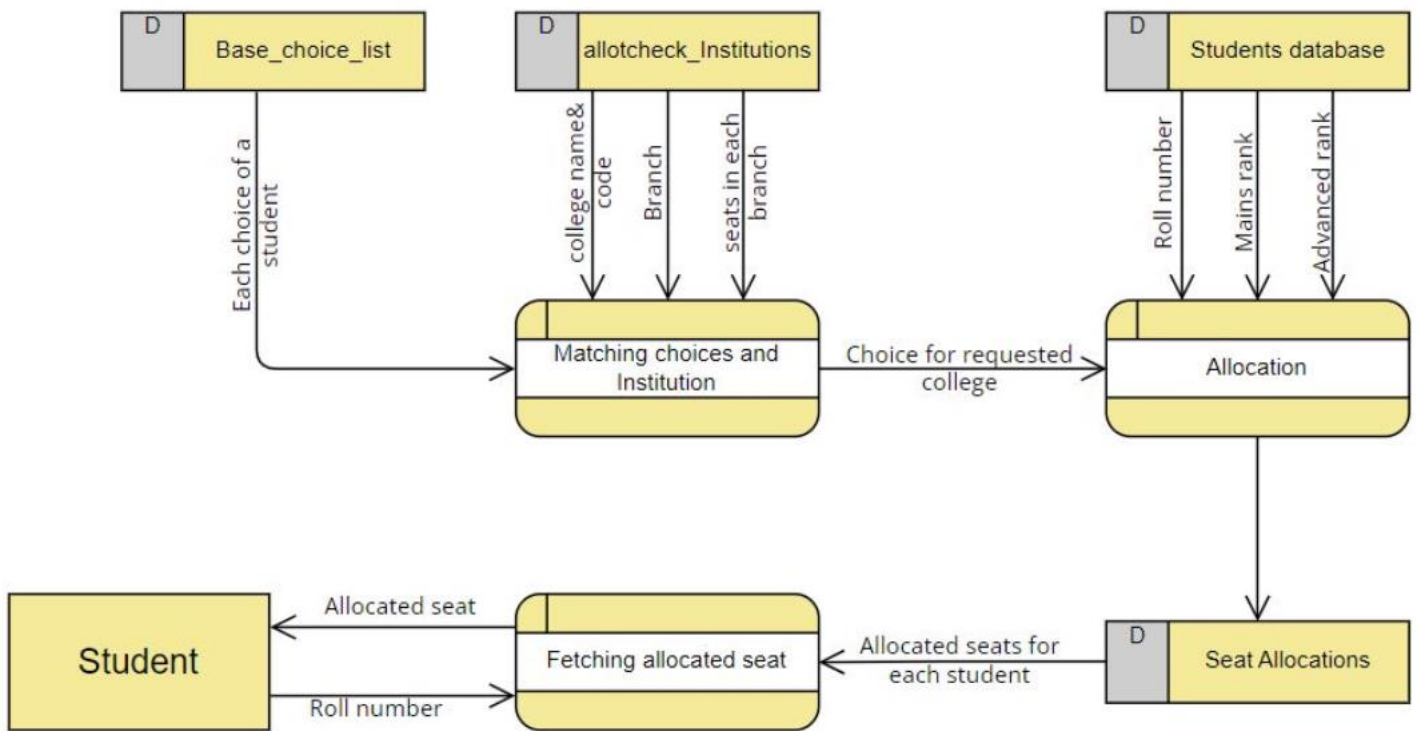 D
Base_choice_list
D
allotcheck_Institutions
D
Students database
Each choice of a
student
college name&
code
Branch
seats in each
branch
Roll number
Mains rank
Advanced rank
Matching choices and
Institution
Choice for requested
college
Allocation
Student
Allocated seat
Roll number
Fetching allocated seat
Allocated seats for
each student
D
Seat Allocations